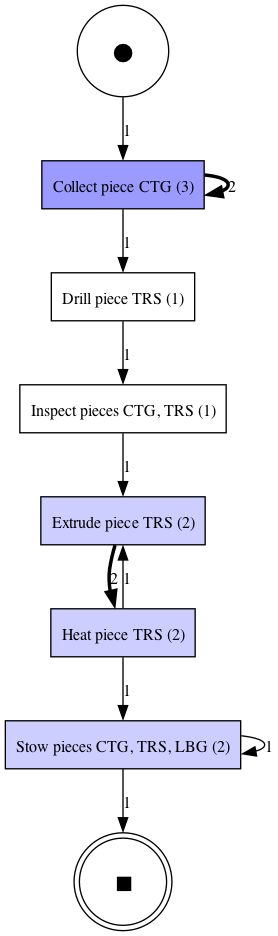 1
Collect piece CTG (3)
2
1
Drill piece TRS (1)
1
Inspect pieces CTG, TRS (1)
1
Extrude piece TRS (2)
2
1
Heat piece TRS (2)
1
Stow pieces CTG, TRS, LBG (2)
1
1